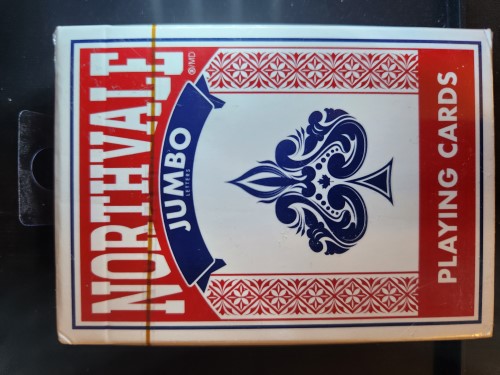 NORTHVALE
®/MD
JUMBO
LETTERS
PLAYING CARDS